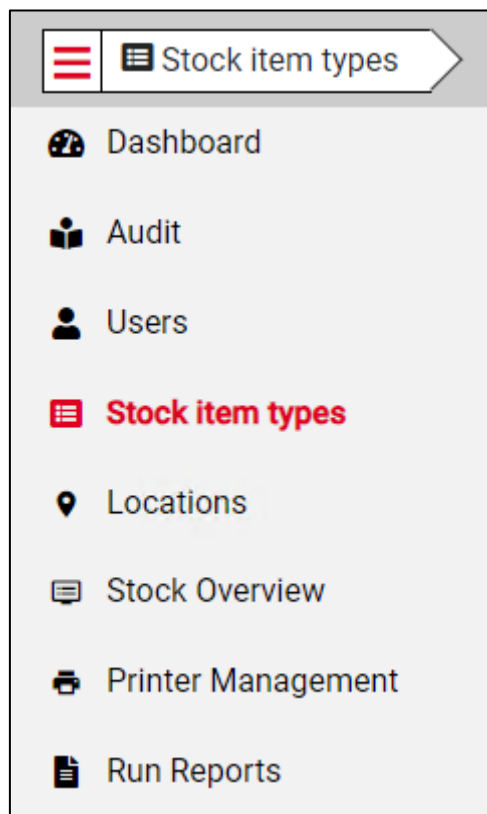 Stock item types
Dashboard
Audit
Users
Stock item types
Locations
Stock Overview
Printer Management
Run Reports